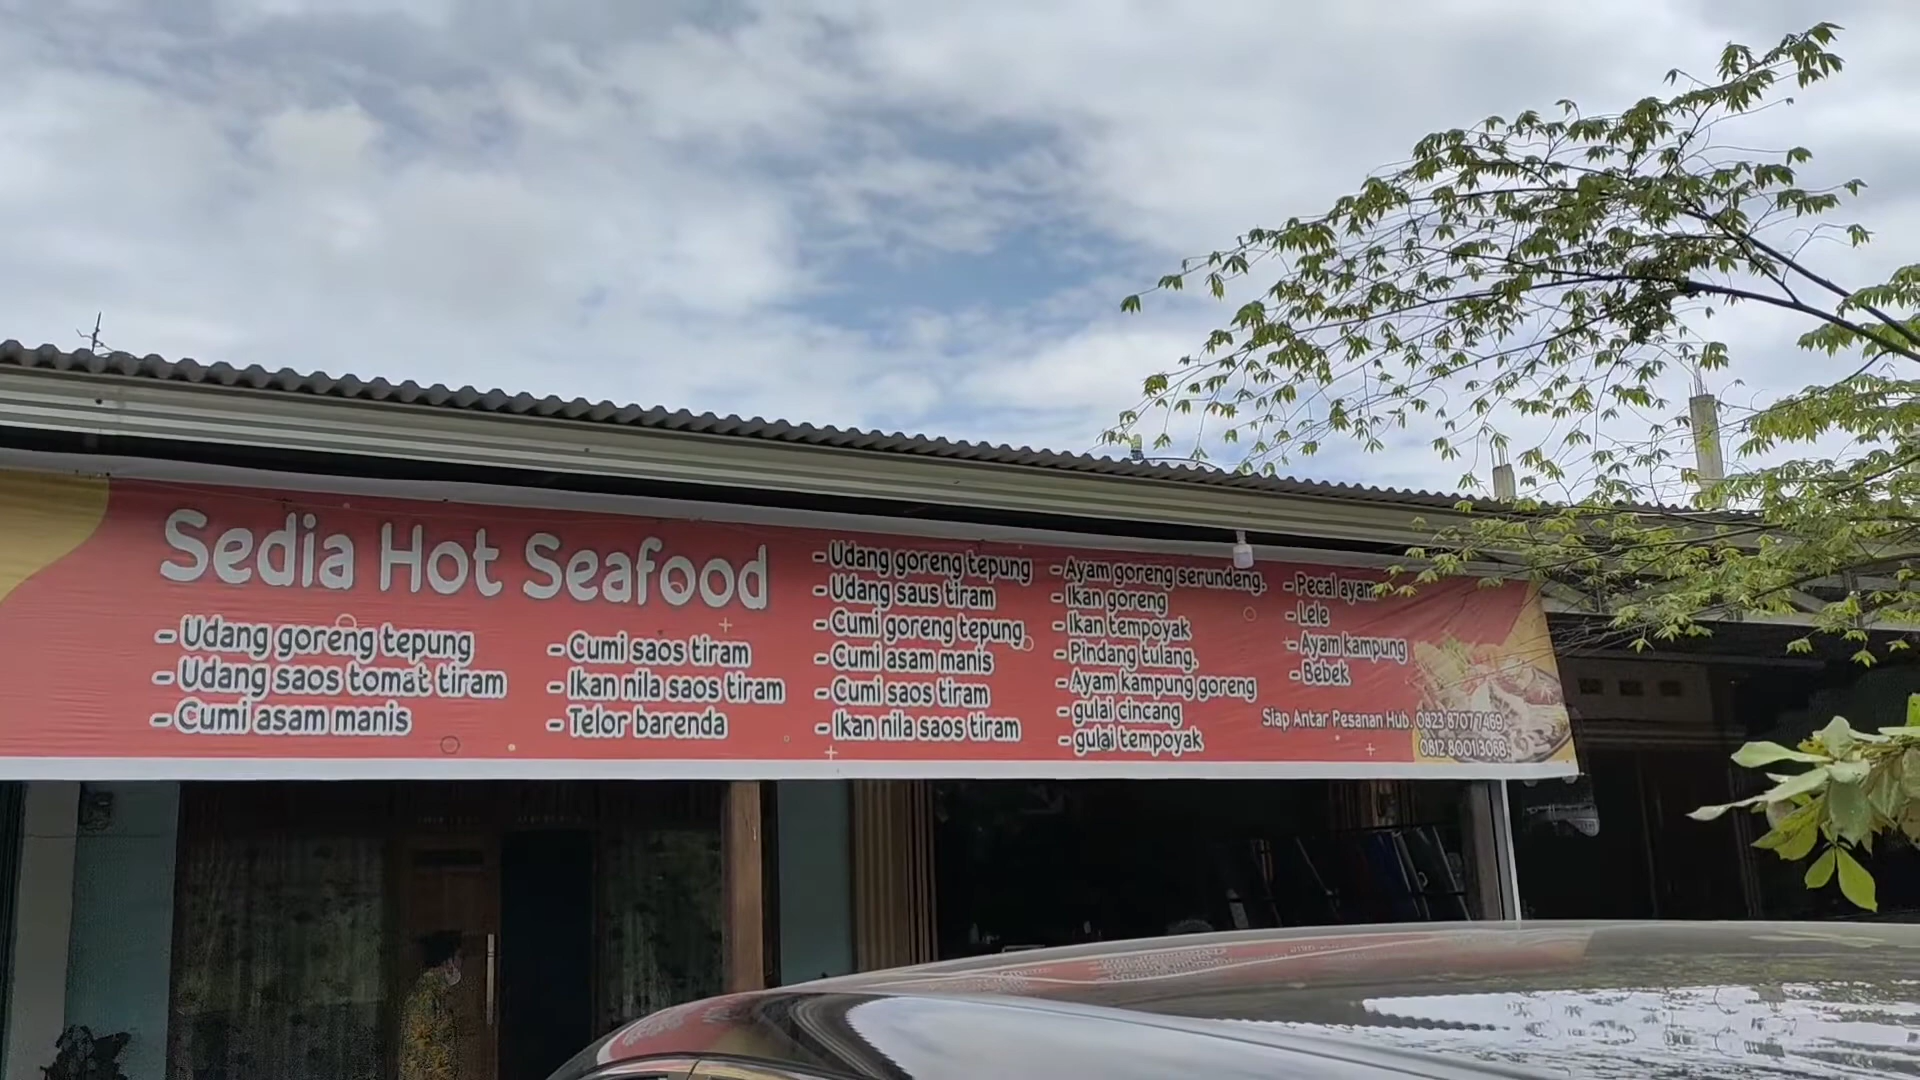 Sedia Hot Seafood
- Udang goreng tepung
- Udang saos tomat tiram
- Cumi asam manis
- Cumi saos tiram
- Ikan nila saos tiram
- Telor barenda
- Udang goreng tepung
- Udang saus tiram
- Cumi goreng tepung
- Cumi asam manis
- Cumi saos tiram
- Ikan nila saos tiram
- Ayam goreng serundeng.
- Ikan goreng
- Ikan tempoyak
- Pindang tulang.
- Ayam kampung goreng
- gulai cincang
- gulai tempoyak
- Pecal ayam
- Lele
- Ayam kampung
- Bebek
Siap Antar Pesanan Hub. 0823 8707 7469
0812 8001 3068